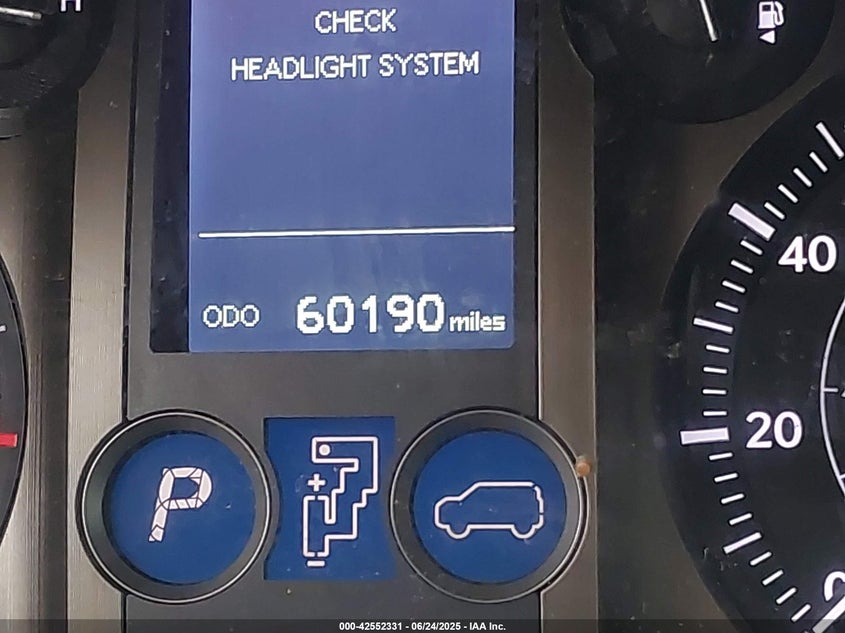 H
CHECK
HEADLIGHT SYSTEM
40
ODO 60190 miles
20
P
+
000-42552331 - 06/24/2025 - IAA Inc.